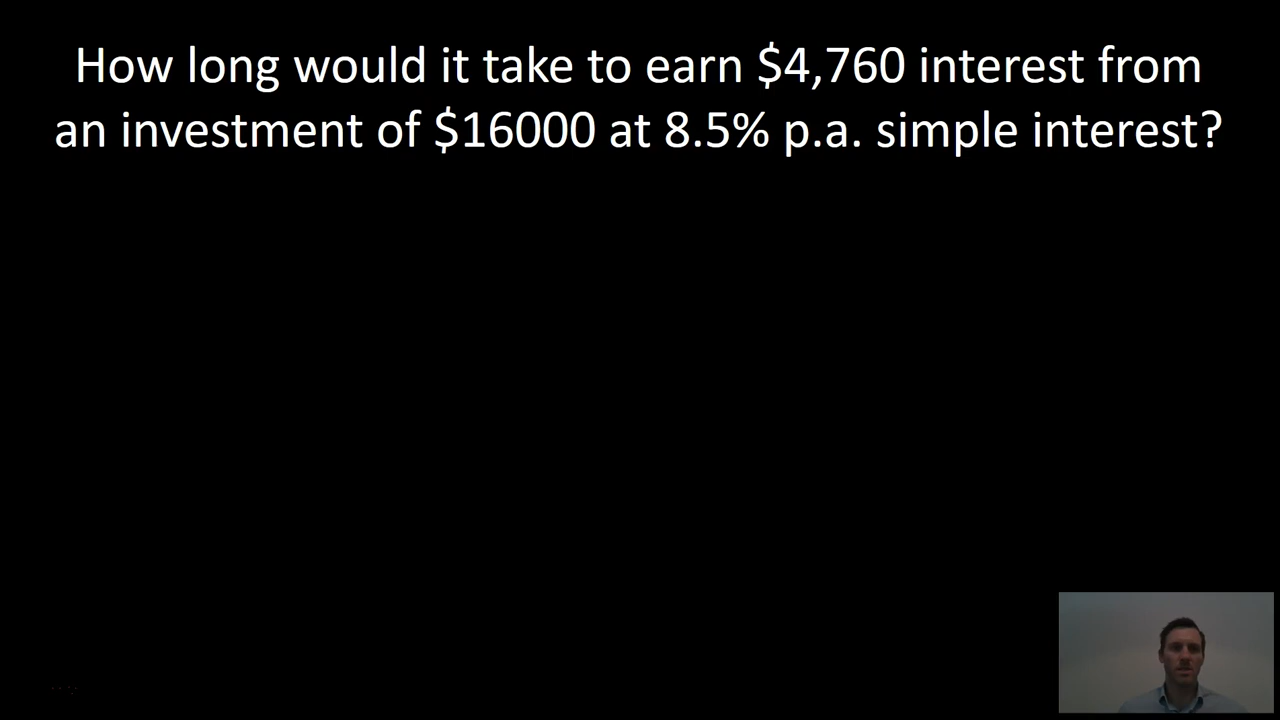 How long would it take to earn $4,760 interest from
an investment of $16000 at 8.5% p.a. simple interest?